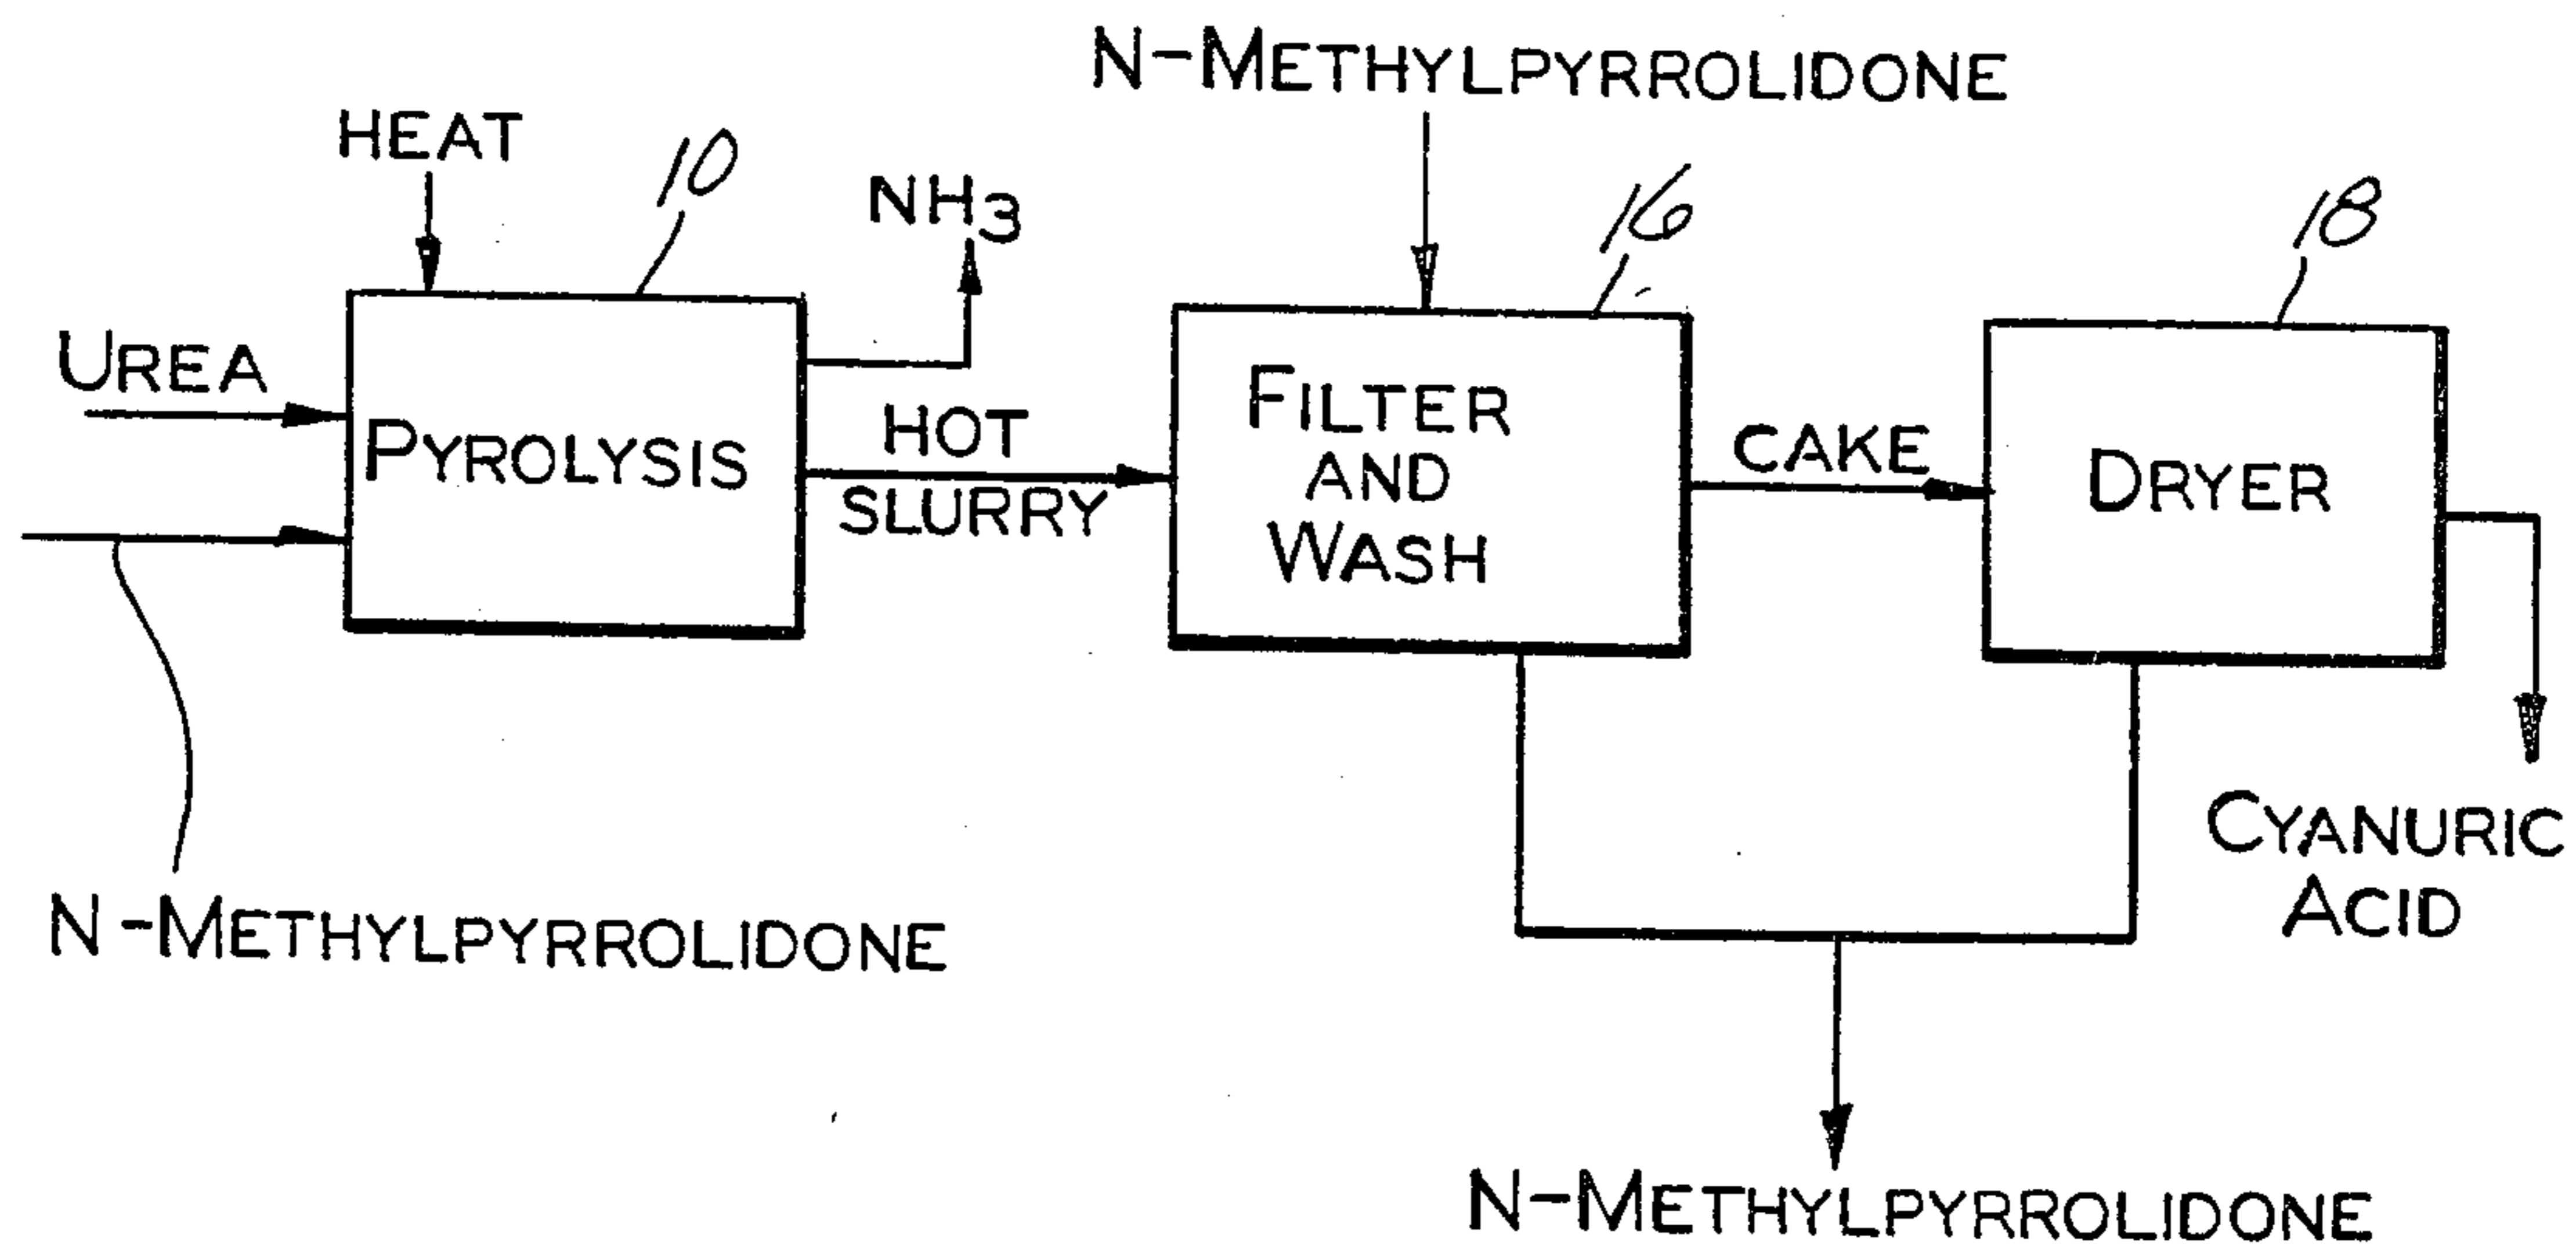 N-METHYLPYRROLIDONE
HEAT
10
NH3
16
18
UREA
PYROLYSIS
HOT
SLURRY
FILTER
AND
WASH
CAKE
DRYER
CYANURIC
ACID
N-METHYLPYRROLIDONE
N-METHYLPYRROLIDONE